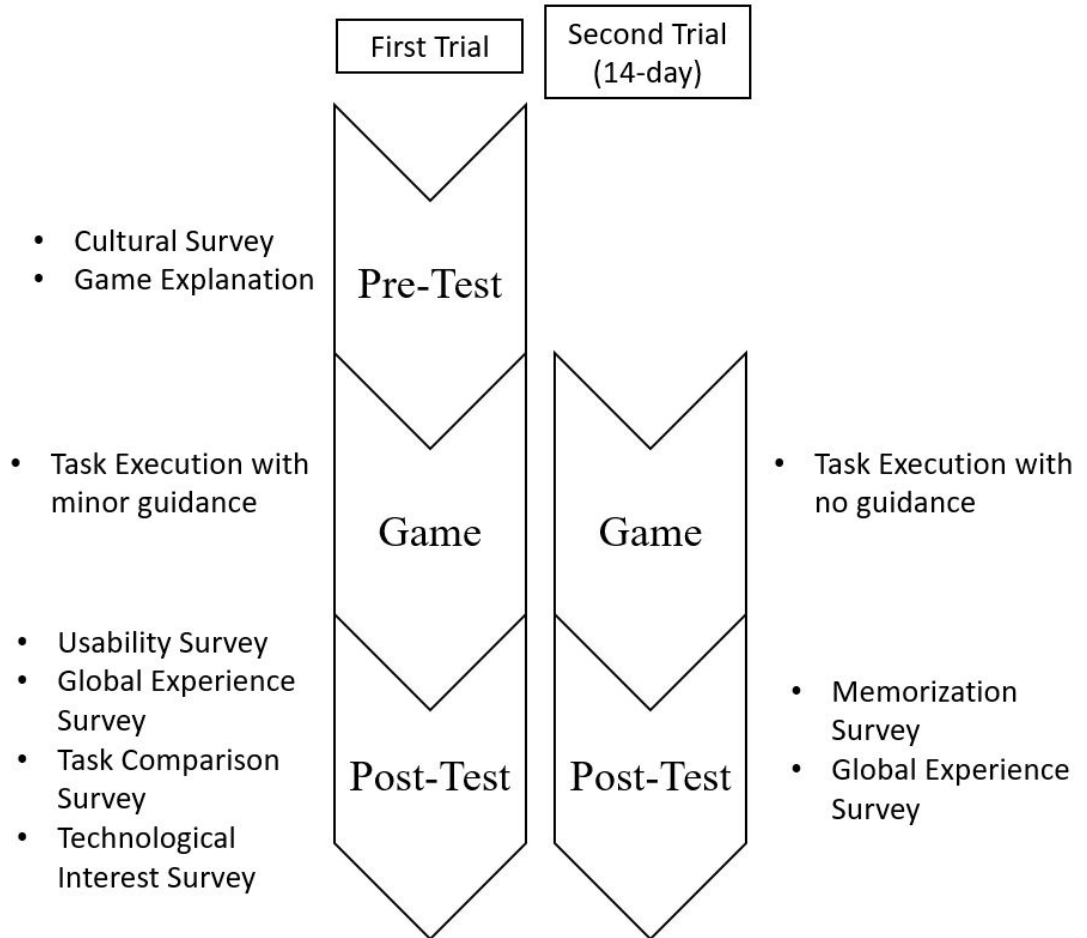 First Trial
Second Trial
(14-day)
• Cultural Survey
• Game Explanation
Pre-Test
• Task Execution with
minor guidance
Game
Game
• Task Execution with
no guidance
• Usability Survey
• Global Experience
Survey
• Task Comparison
Survey
• Technological
Interest Survey
Post-Test
Post-Test
• Memorization
Survey
• Global Experience
Survey